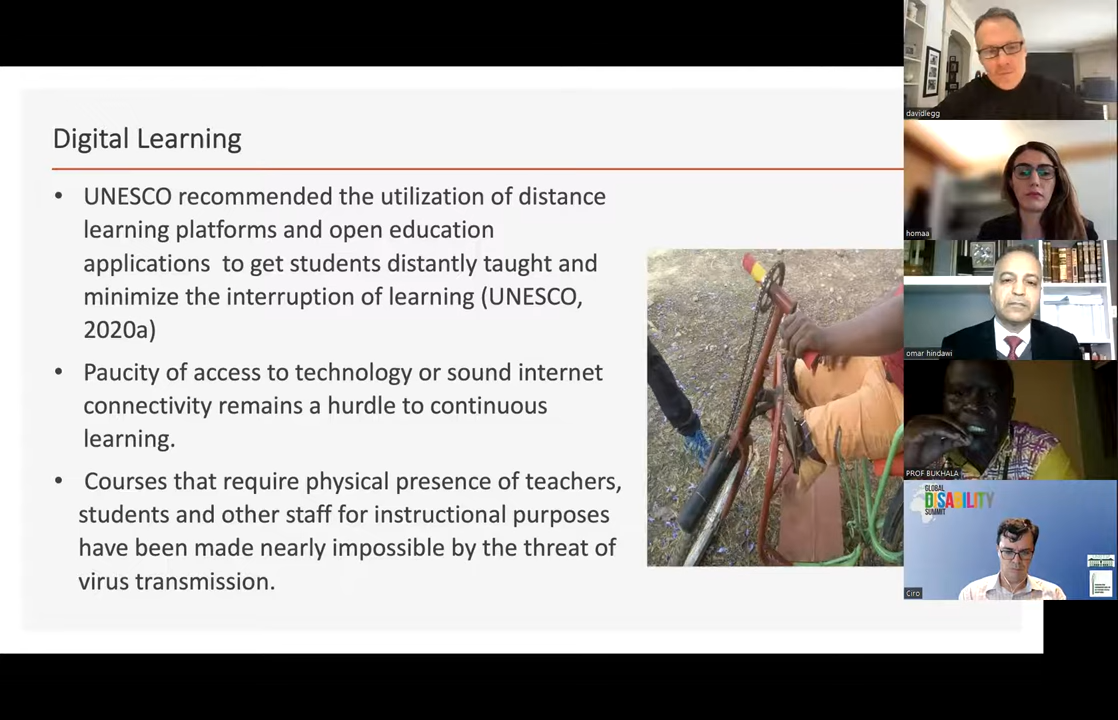 Digital Learning
• UNESCO recommended the utilization of distance
learning platforms and open education
applications  to get students distantly taught and
minimize the interruption of learning (UNESCO,
2020a)
• Paucity of access to technology or sound internet
connectivity remains a hurdle to continuous
learning.
• Courses that require physical presence of teachers,
students and other staff for instructional purposes
have been made nearly impossible by the threat of
virus transmission.
davidlegg
homaa
omar hindawi
PROF BUKHALA
GLOBAL
DISABILITY
SUMMIT
Ciro